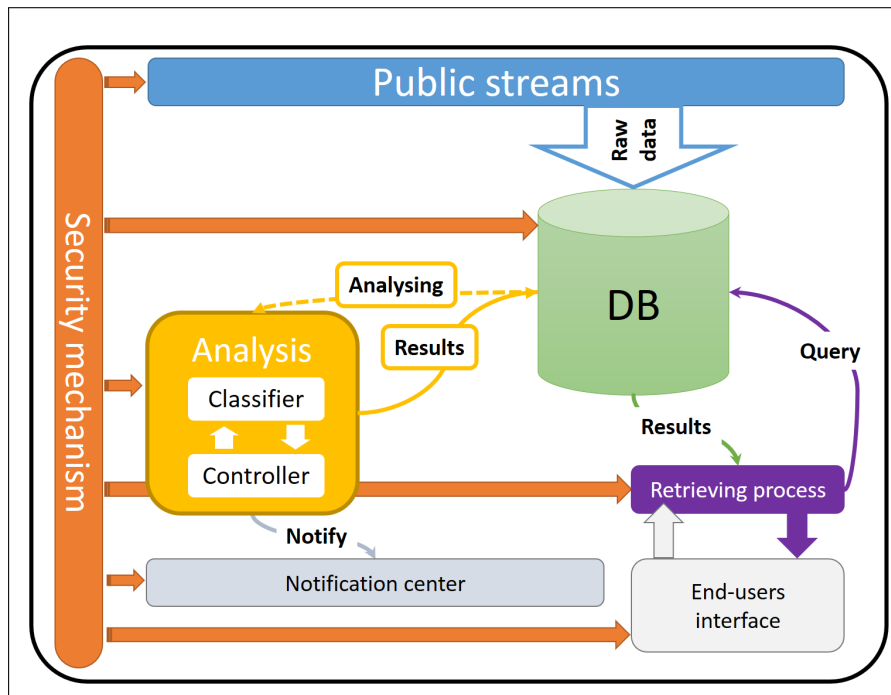 Public streams
Raw
data
Security mechanism
DB
Analysing
Analysis
Results
Query
Classifier
Results
Controller
Retrieving process
Notify
Notification center
End-users
interface